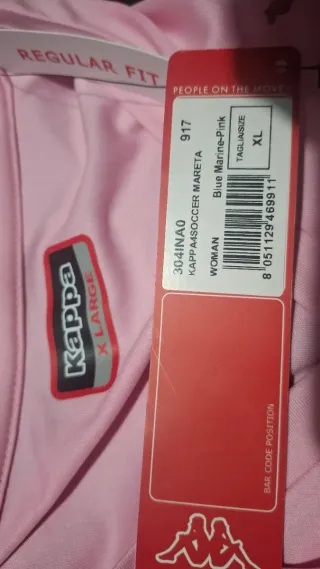 REGULAR FIT
PEOPLE ON THE MOVE
304INA0 917
KAPPA4SOCCER MARETA
WOMAN Blue Marine-Pink
TAGLIA/SIZE
XL
8 051129 469911
BAR CODE POSITION
Kappa
X LARGE